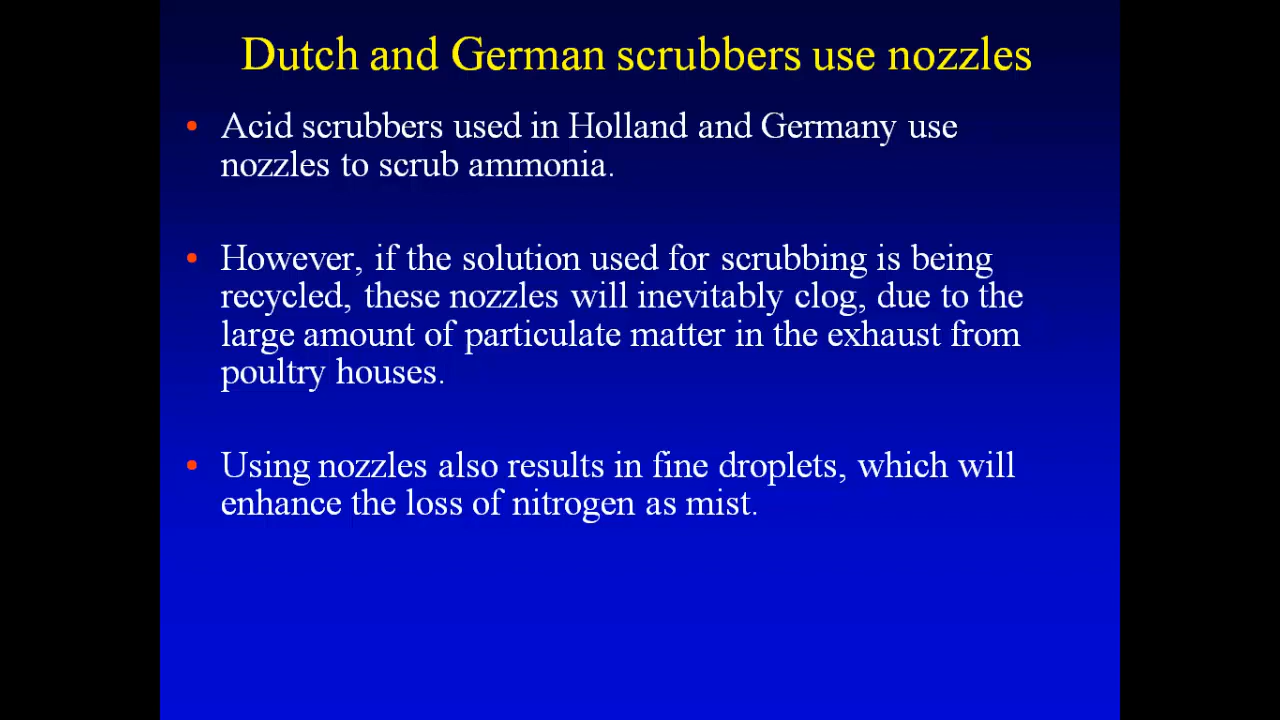 Dutch and German scrubbers use nozzles
• Acid scrubbers used in Holland and Germany use
nozzles to scrub ammonia.
• However, if the solution used for scrubbing is being
recycled, these nozzles will inevitably clog, due to the
large amount of particulate matter in the exhaust from
poultry houses.
• Using nozzles also results in fine droplets, which will
enhance the loss of nitrogen as mist.